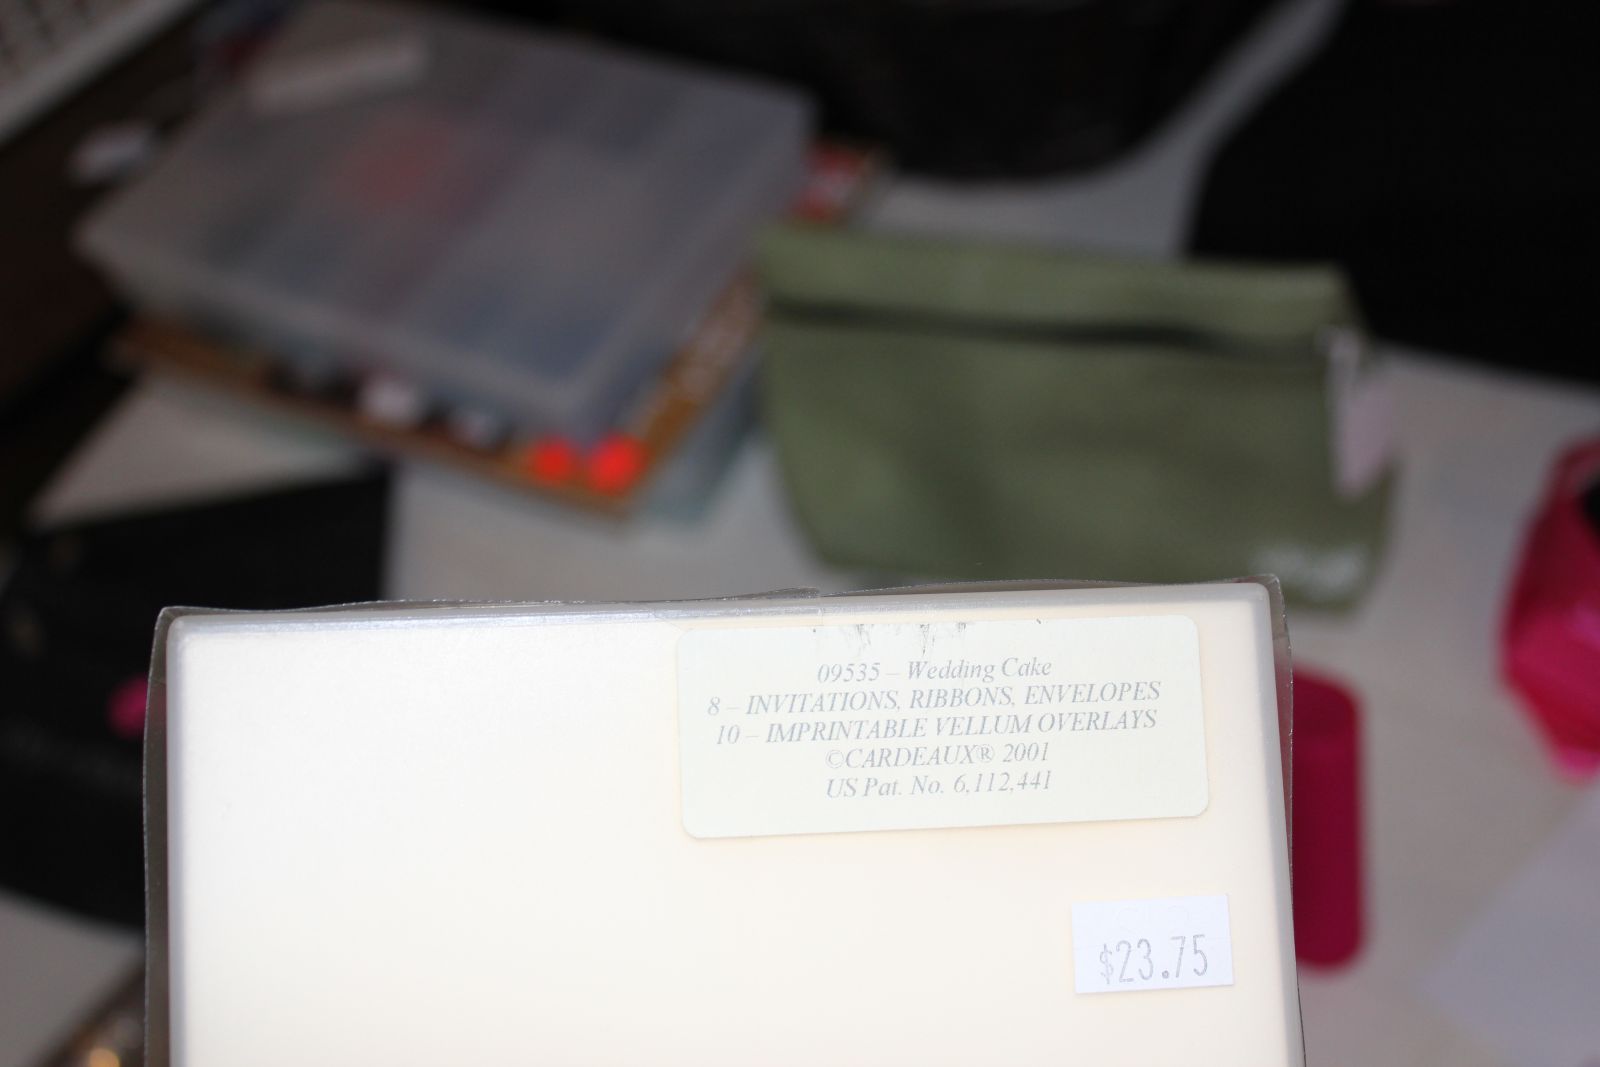 09535 – Wedding Cake
8 – INVITATIONS, RIBBONS, ENVELOPES
10 – IMPRINTABLE VELLUM OVERLAYS
©CARDEAUX® 2001
US Pat. No. 6,112,441
$23.75